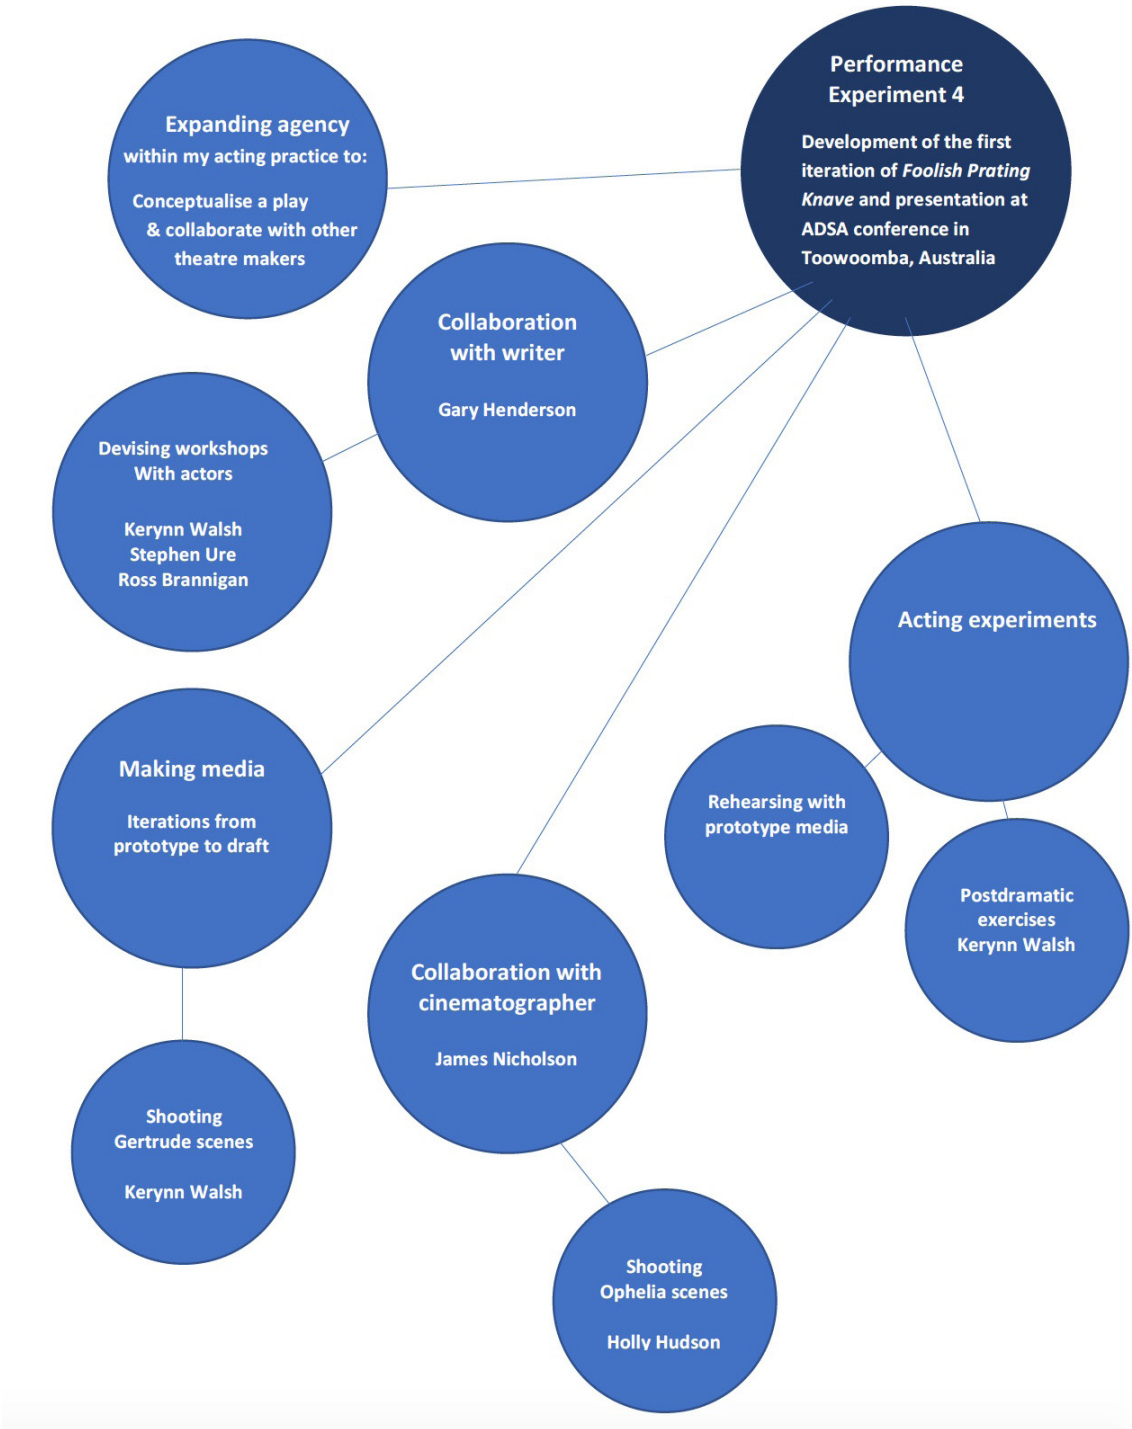 Performance
Experiment 4
Development of the first
iteration of Foolish Prating
Knave and presentation at
ADSA conference in
Toowoomba, Australia
Expanding agency
within my acting practice to:
Conceptualise a play
& collaborate with other
theatre makers
Collaboration
with writer
Gary Henderson
Devising workshops
With actors
Kerynn Walsh
Stephen Ure
Ross Brannigan
Acting experiments
Making media
Iterations from
prototype to draft
Rehearsing with
prototype media
Postdramatic
exercises
Kerynn Walsh
Collaboration with
cinematographer
James Nicholson
Shooting
Gertrude scenes
Kerynn Walsh
Shooting
Ophelia scenes
Holly Hudson